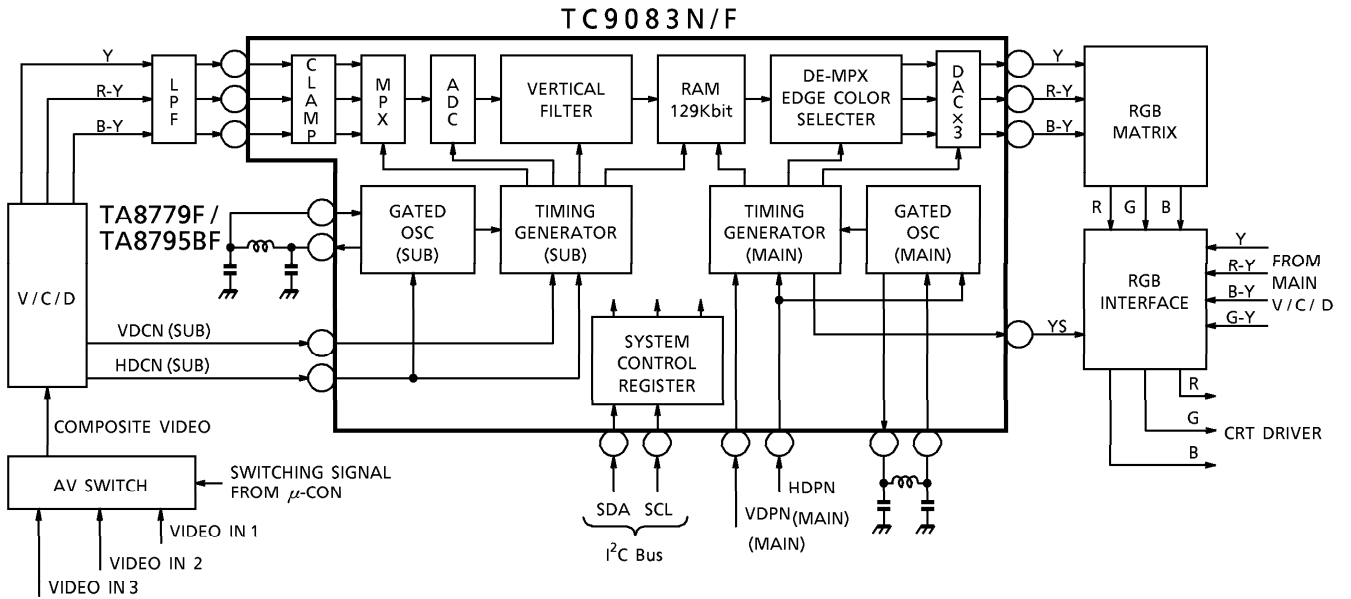 TC9083N/F
Y
R-Y
B-Y
LPF
CLAMP
MPX
ADC
VERTICAL
FILTER
RAM
129Kbit
DE-MPX
EDGE COLOR
SELECTER
DAC×3
Y
R-Y
B-Y
RGB
MATRIX
TA8779F /
TA8795BF
GATED
OSC
(SUB)
TIMING
GENERATOR
(SUB)
TIMING
GENERATOR
(MAIN)
GATED
OSC
(MAIN)
R
G
B
V/C/D
VDCN (SUB)
HDCN (SUB)
SYSTEM
CONTROL
REGISTER
YS
RGB
INTERFACE
Y
R-Y
B-Y
G-Y
FROM
MAIN
V/C/D
R
G
B
CRT DRIVER
COMPOSITE VIDEO
AV SWITCH
SWITCHING SIGNAL
FROM μ-CON
VIDEO IN 1
VIDEO IN 2
VIDEO IN 3
SDA
SCL
I²C Bus
HDPN
(MAIN)
VDPN
(MAIN)